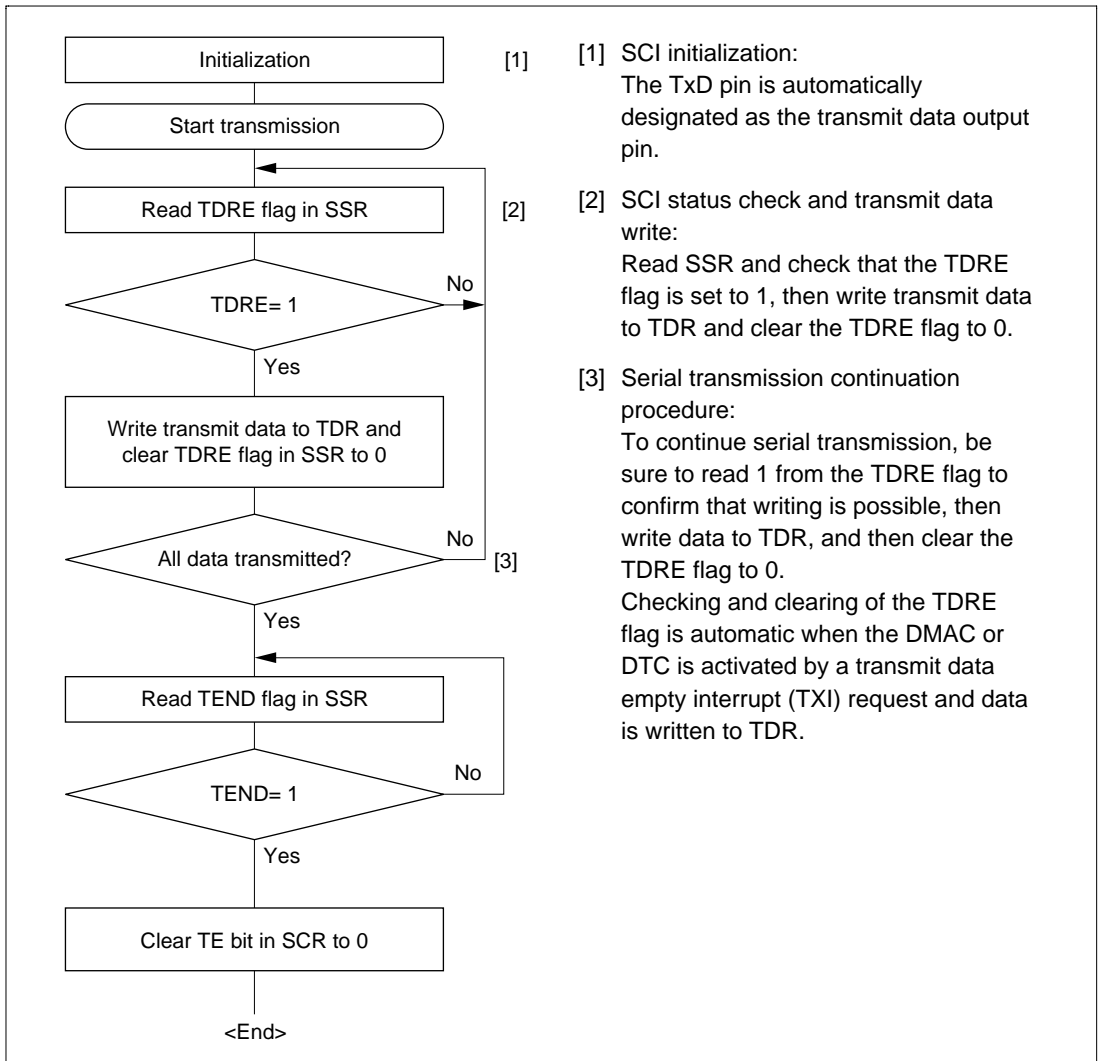 Initialization
[1]
Start transmission
Read TDRE flag in SSR
[2]
TDRE= 1
No
Yes
Write transmit data to TDR and
clear TDRE flag in SSR to 0
All data transmitted?
No
[3]
Yes
Read TEND flag in SSR
TEND= 1
No
Yes
Clear TE bit in SCR to 0
<End>
[1] SCI initialization:
The TxD pin is automatically
designated as the transmit data output
pin.
[2] SCI status check and transmit data
write:
Read SSR and check that the TDRE
flag is set to 1, then write transmit data
to TDR and clear the TDRE flag to 0.
[3] Serial transmission continuation
procedure:
To continue serial transmission, be
sure to read 1 from the TDRE flag to
confirm that writing is possible, then
write data to TDR, and then clear the
TDRE flag to 0.
Checking and clearing of the TDRE
flag is automatic when the DMAC or
DTC is activated by a transmit data
empty interrupt (TXI) request and data
is written to TDR.